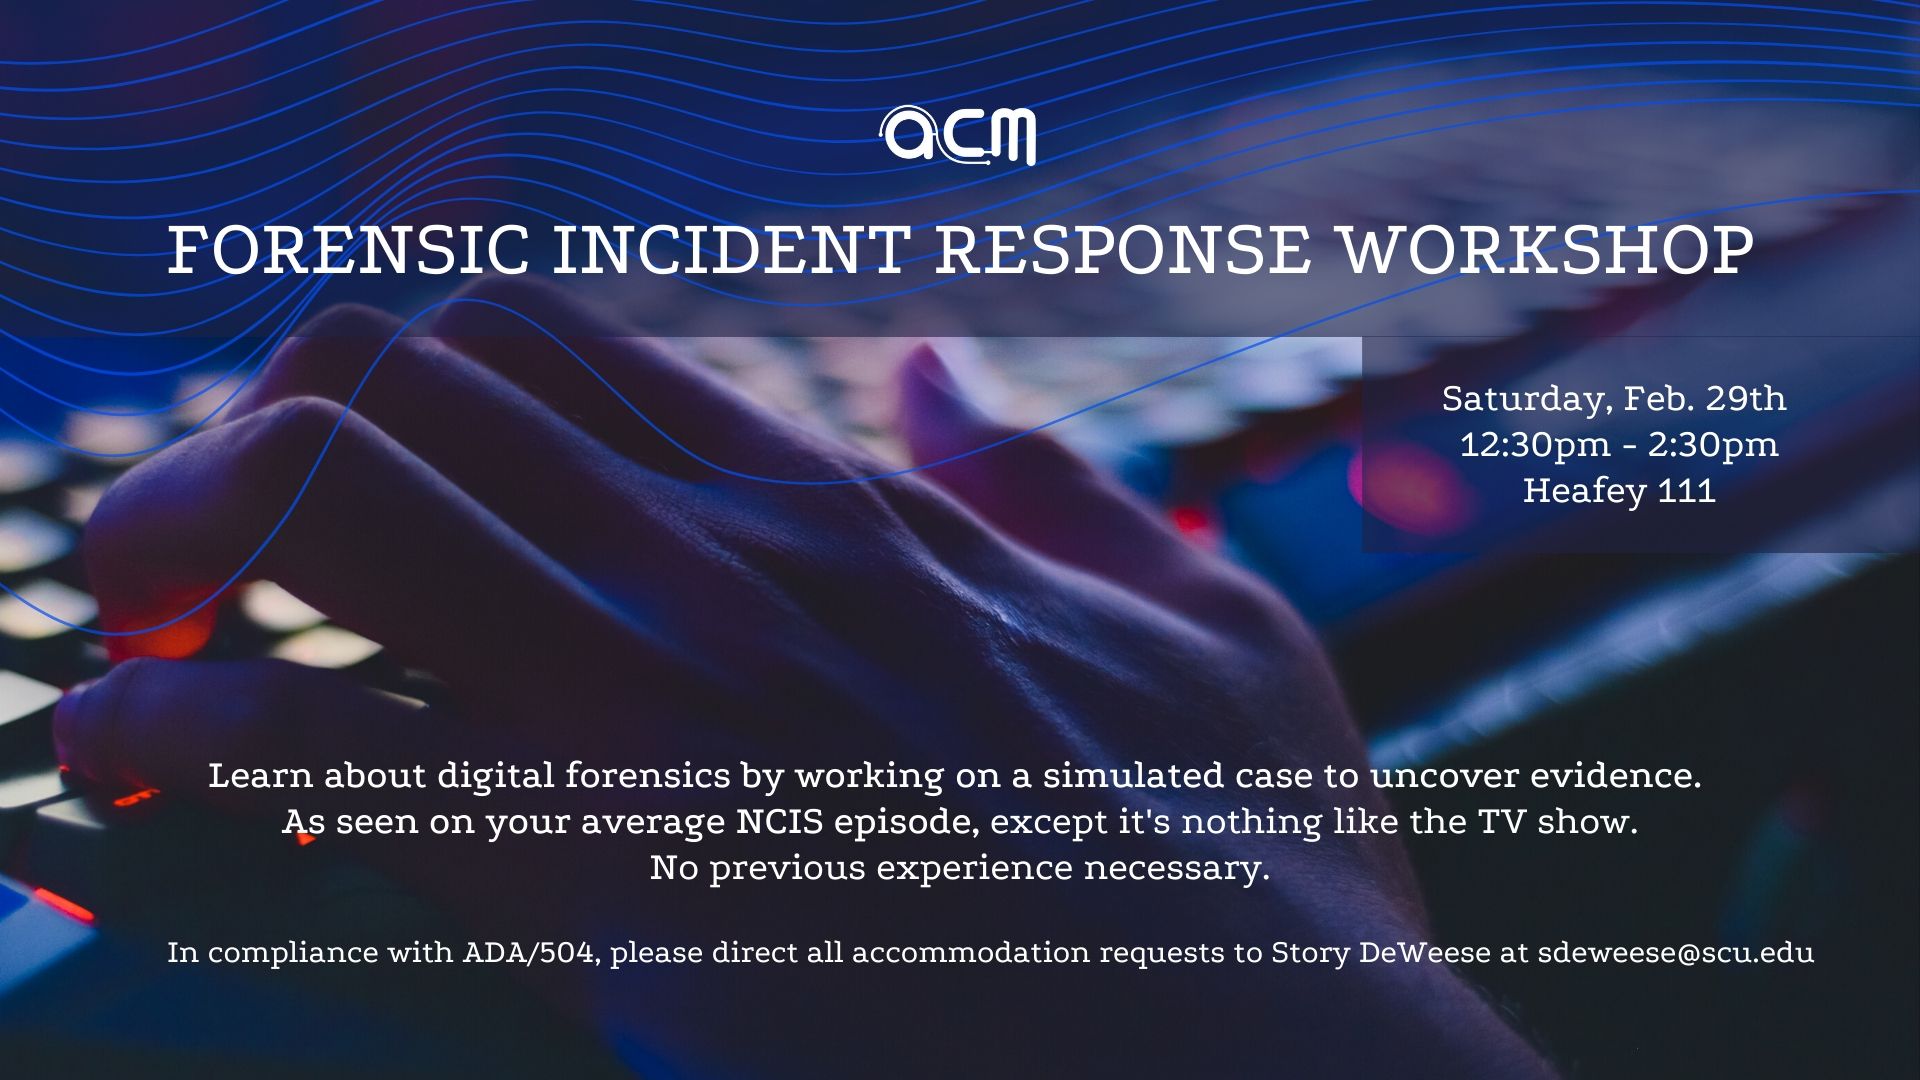 acm
FORENSIC INCIDENT RESPONSE WORKSHOP
Saturday, Feb. 29th
12:30pm - 2:30pm
Heafey 111
Learn about digital forensics by working on a simulated case to uncover evidence.
As seen on your average NCIS episode, except it's nothing like the TV show.
No previous experience necessary.
In compliance with ADA/504, please direct all accommodation requests to Story DeWeese at sdeweese@scu.edu